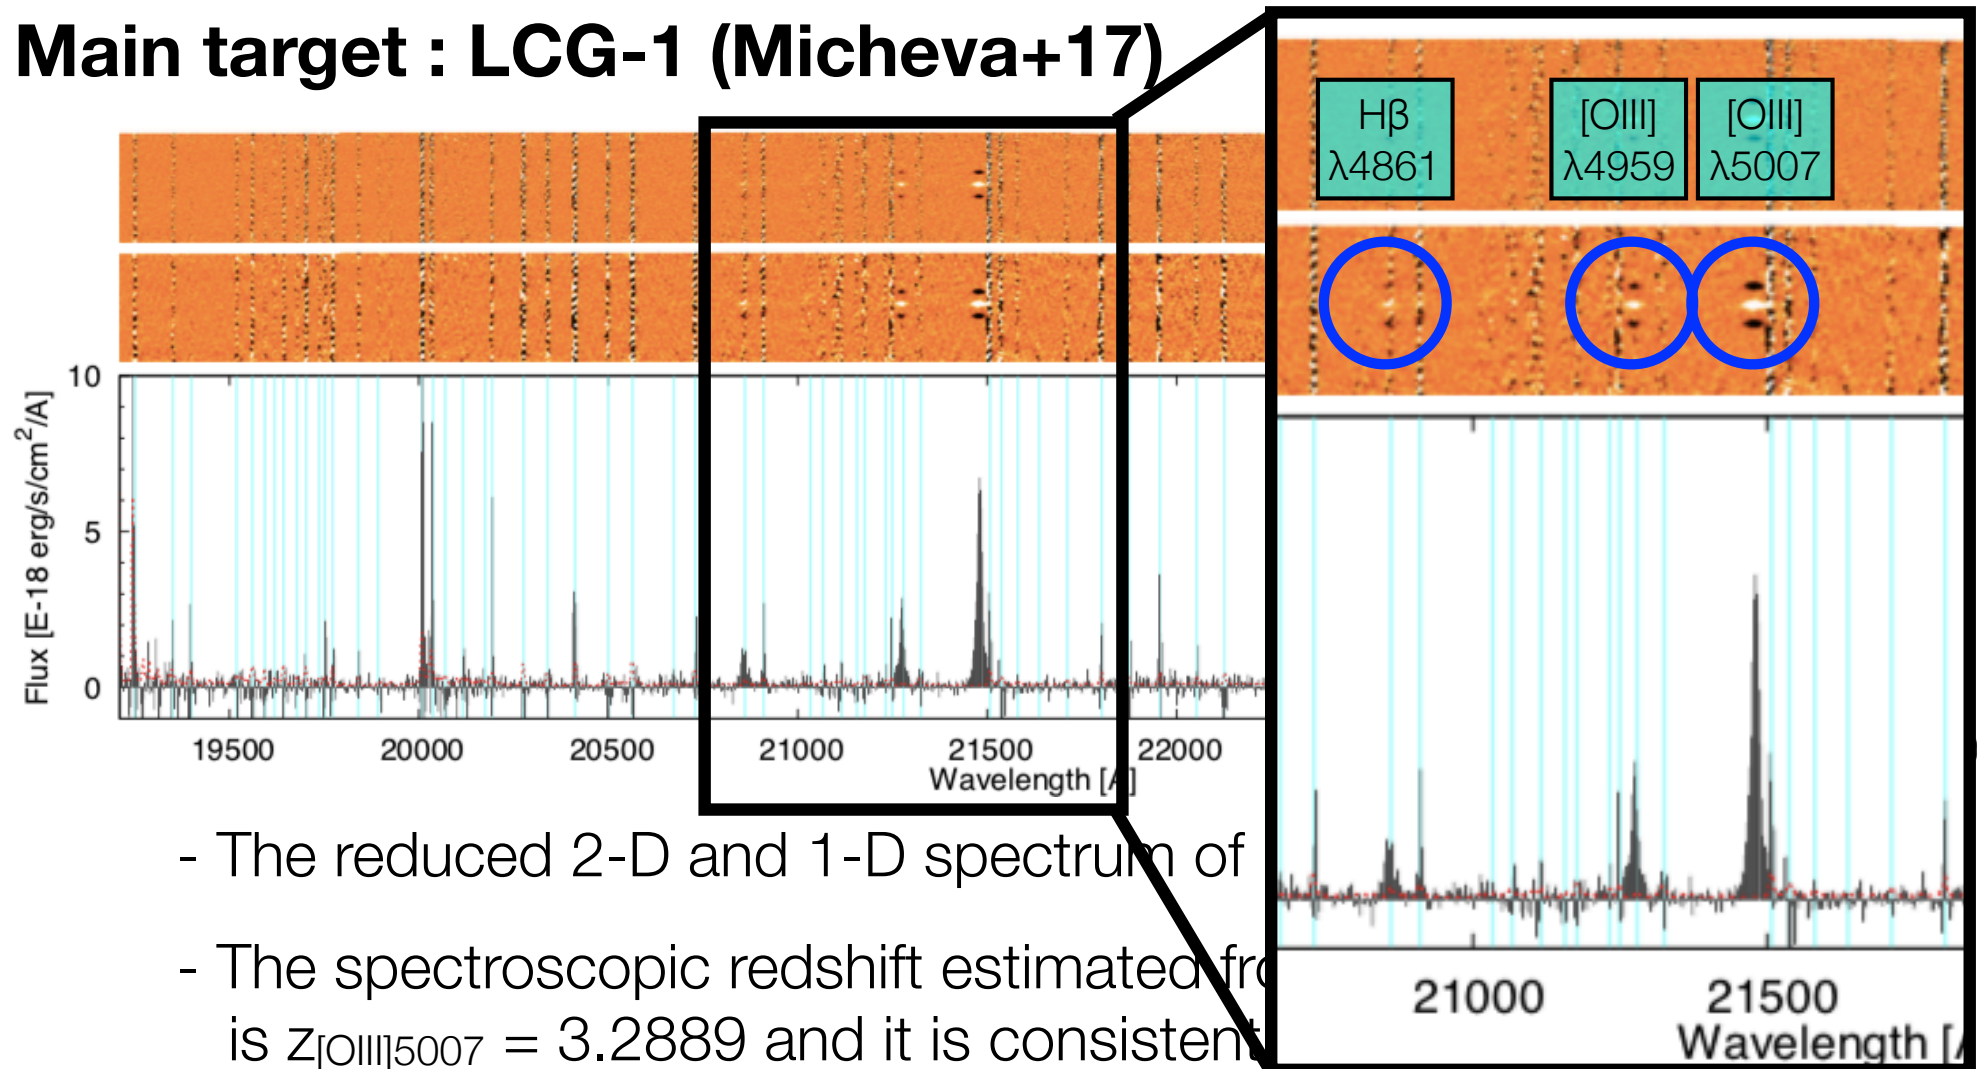 Main target : LCG-1 (Micheva+17)
Hβ
λ4861
[OIII]
λ4959
[OIII]
λ5007
10
5
0
Flux [E-18 erg/s/cm²/A]
19500 20000 20500 21000 21500 22000
Wavelength [A]
21000 21500
Wavelength [
- The reduced 2-D and 1-D spectrum of
- The spectroscopic redshift estimated
is z[OIII]5007 = 3.2889 and it is consistent